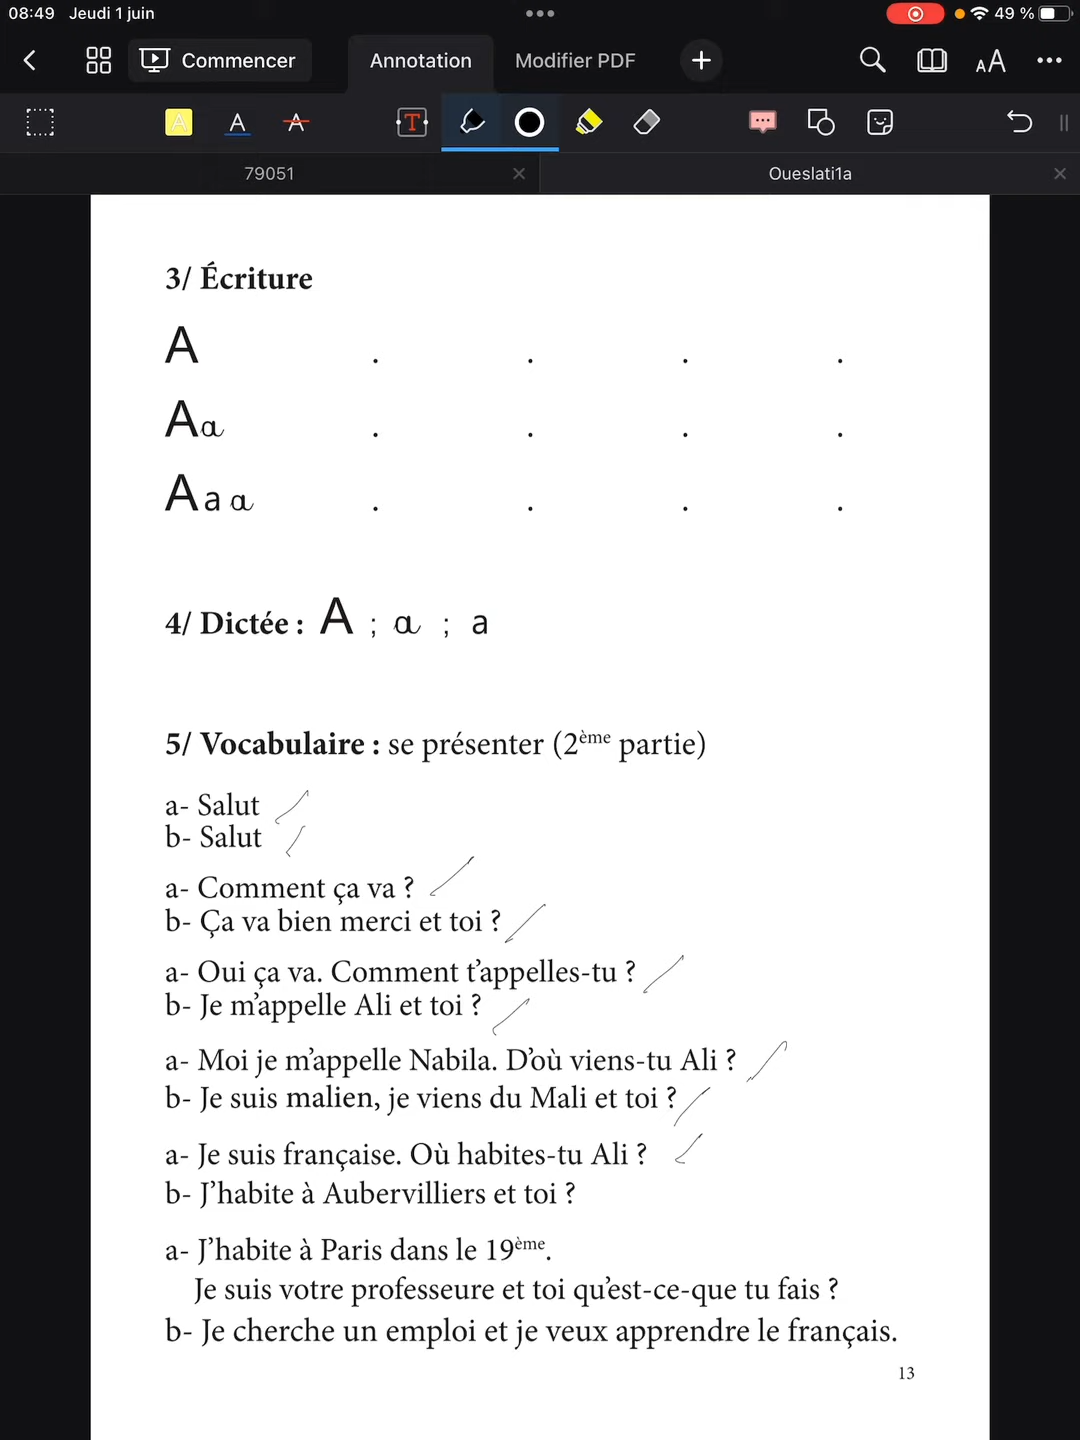 08:49 Jeudi 1 juin 49 %
Commencer Annotation Modifier PDF
79051 Oueslati1a
3/ Écriture
A . . . .
Aa . . . .
A a a . . . .
4/ Dictée : A ; a ; a
5/ Vocabulaire : se présenter (2ème partie)
a- Salut
b- Salut
a- Comment ça va ?
b- Ça va bien merci et toi ?
a- Oui ça va. Comment t’appelles-tu ?
b- Je m’appelle Ali et toi ?
a- Moi je m’appelle Nabila. D’où viens-tu Ali ?
b- Je suis malien, je viens du Mali et toi ?
a- Je suis française. Où habites-tu Ali ?
b- J’habite à Aubervilliers et toi ?
a- J’habite à Paris dans le 19ème.
Je suis votre professeure et toi qu’est-ce-que tu fais ?
b- Je cherche un emploi et je veux apprendre le français.
13